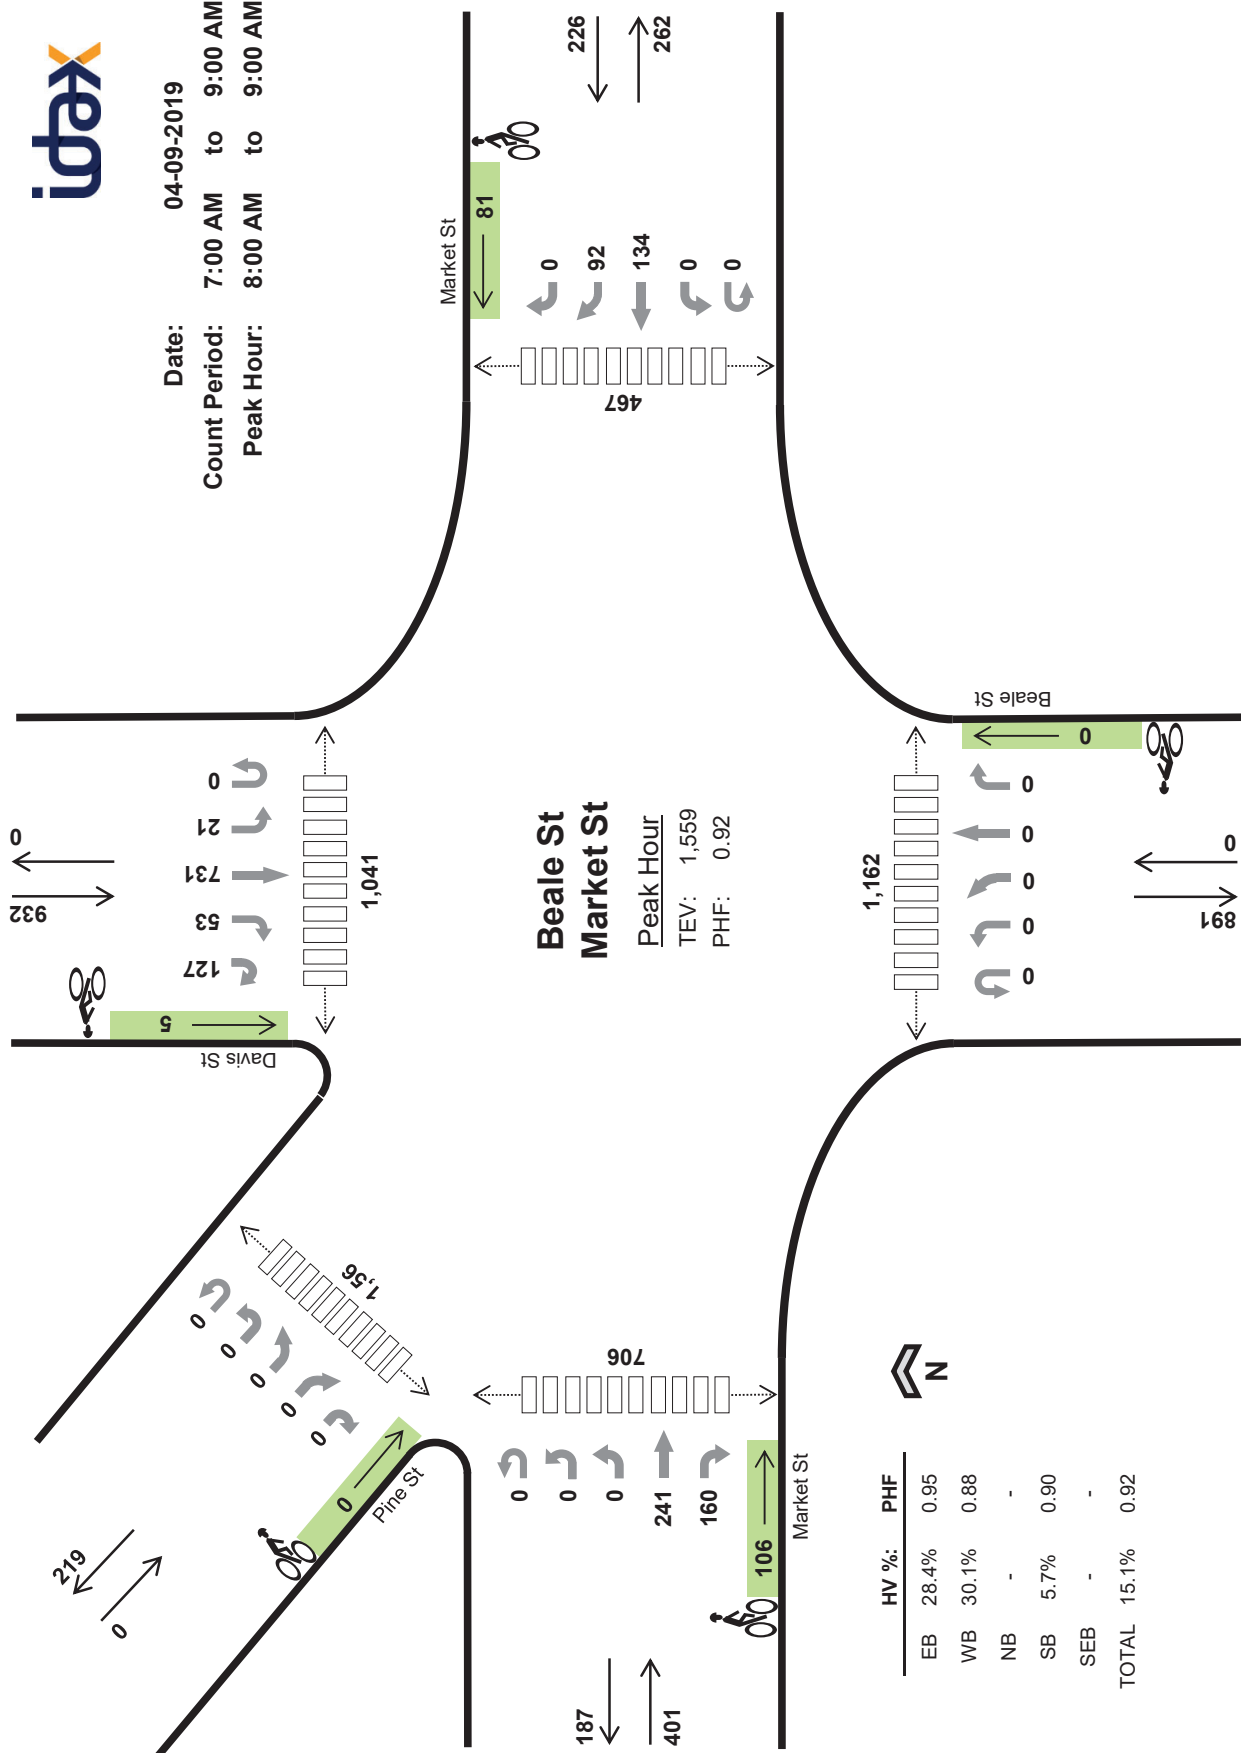 idax
Date: 04-09-2019
Count Period: 7:00 AM to 9:00 AM
Peak Hour: 8:00 AM to 9:00 AM
226
262
Market St
81
0
92
134
0
0
467
932
0
127
53
731
21
0
5
Davis St
1,041
219
0
0
0
0
0
0
0
Pine St
1,56
Beale St
Market St
Peak Hour
TEV: 1,559
PHF: 0.92
706
0
0
0
241
160
106
Market St
187
401
1,162
0
0
0
0
0
0
Beale St
891
0
N
HV %: PHF
EB 28.4% 0.95
WB 30.1% 0.88
NB - -
SB 5.7% 0.90
SEB - -
TOTAL 15.1% 0.92